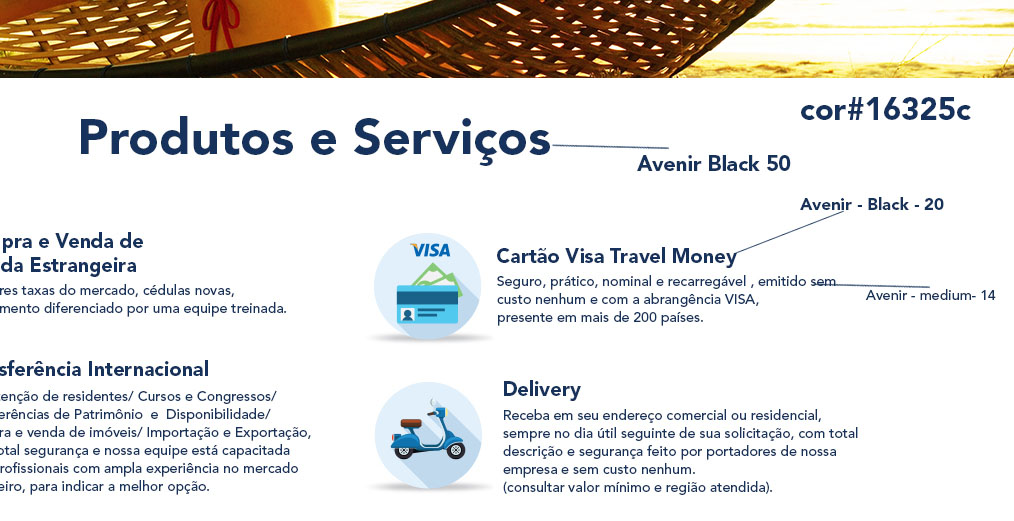 cor#16325c
Produtos e Serviços
Avenir Black 50
Avenir - Black - 20
pra e Venda de
da Estrangeira
res taxas do mercado, cédulas novas,
mento diferenciado por uma equipe treinada.
VISA
Cartão Visa Travel Money
Seguro, prático, nominal e recarregável , emitido sem
custo nenhum e com a abrangência VISA,
presente em mais de 200 países.
Avenir - medium- 14
sferência Internacional
enção de residentes/ Cursos e Congressos/
erências de Patrimônio e Disponibilidade/
ra e venda de imóveis/ Importação e Exportação,
otal segurança e nossa equipe está capacitada
rofissionais com ampla experiência no mercado
eiro, para indicar a melhor opção.
Delivery
Receba em seu endereço comercial ou residencial,
sempre no dia útil seguinte de sua solicitação, com total
descrição e segurança feito por portadores de nossa
empresa e sem custo nenhum.
(consultar valor mínimo e região atendida).